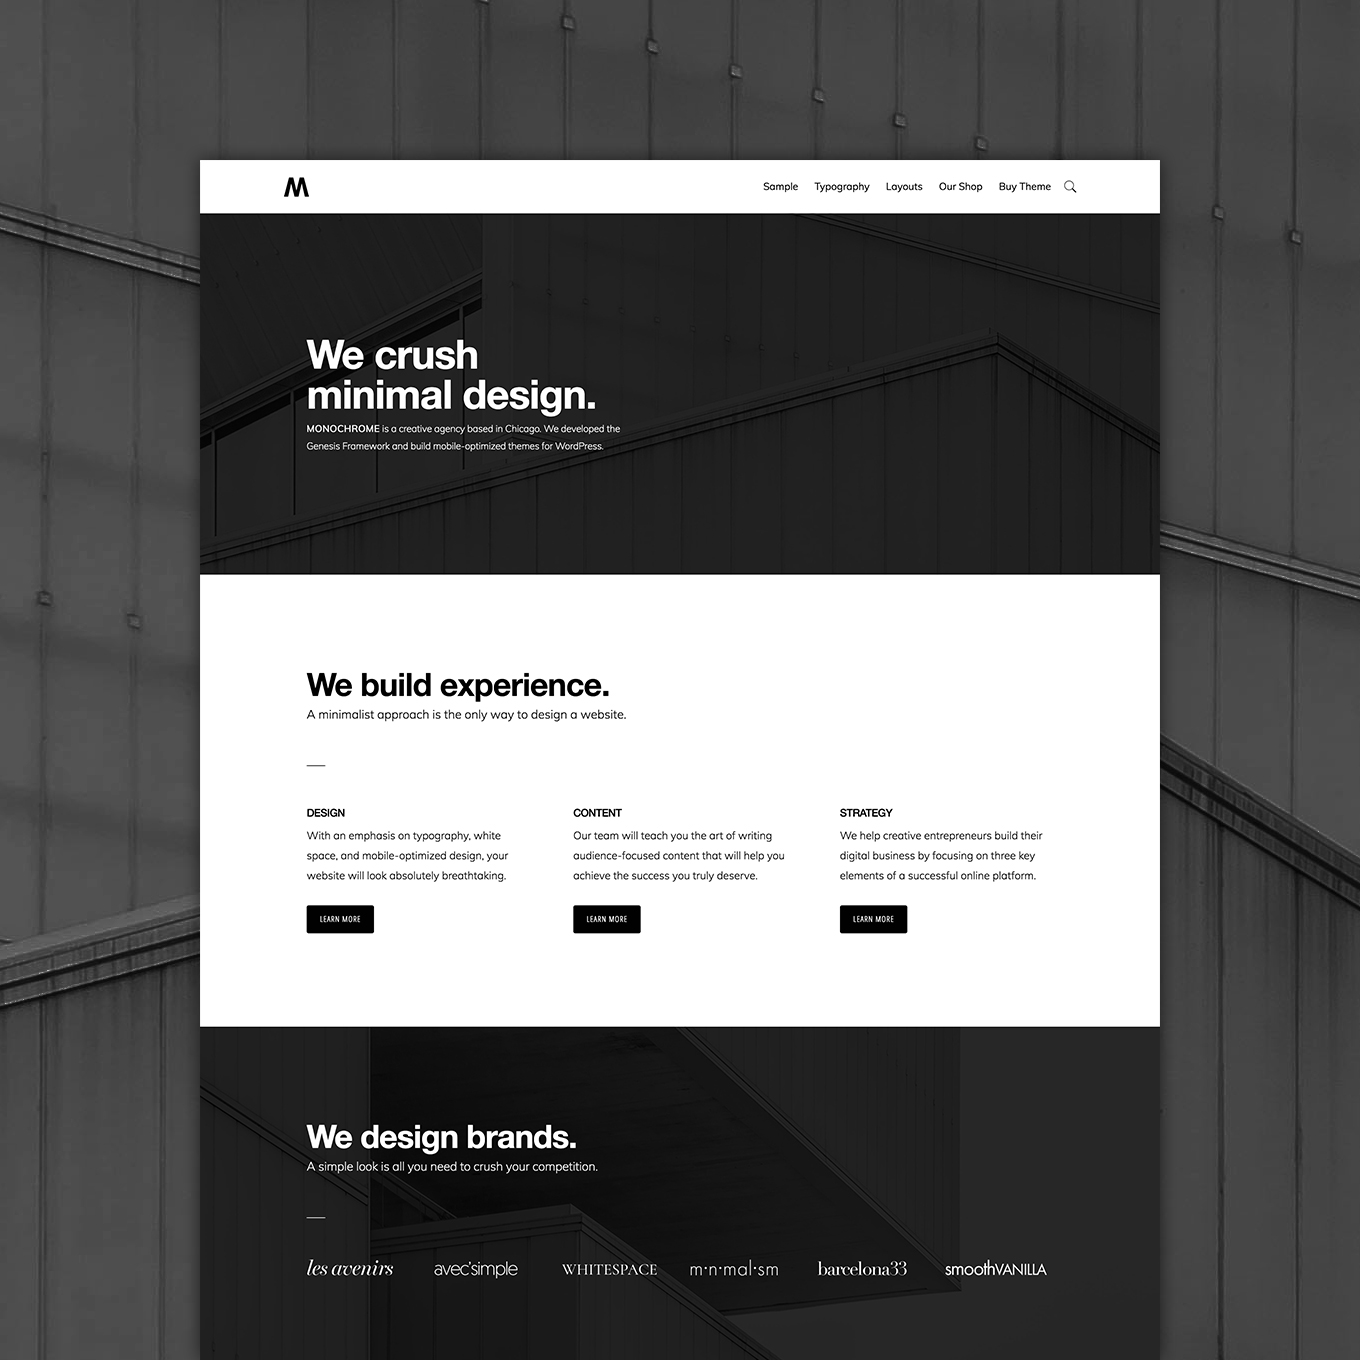 M
Sample Typography Layouts Our Shop Buy Theme
We crush
minimal design.
MONOCHROME is a creative agency based in Chicago. We developed the
Genesis Framework and build mobile-optimized themes for WordPress.
We build experience.
A minimalist approach is the only way to design a website.
DESIGN
With an emphasis on typography, white
space, and mobile-optimized design, your
website will look absolutely breathtaking.
LEARN MORE
CONTENT
Our team will teach you the art of writing
audience-focused content that will help you
achieve the success you truly deserve.
LEARN MORE
STRATEGY
We help creative entrepreneurs build their
digital business by focusing on three key
elements of a successful online platform.
LEARN MORE
We design brands.
A simple look is all you need to crush your competition.
les avenirs avec'simple WHITESPACE m·n·mal·sm barcelona33 smoothVANILLA